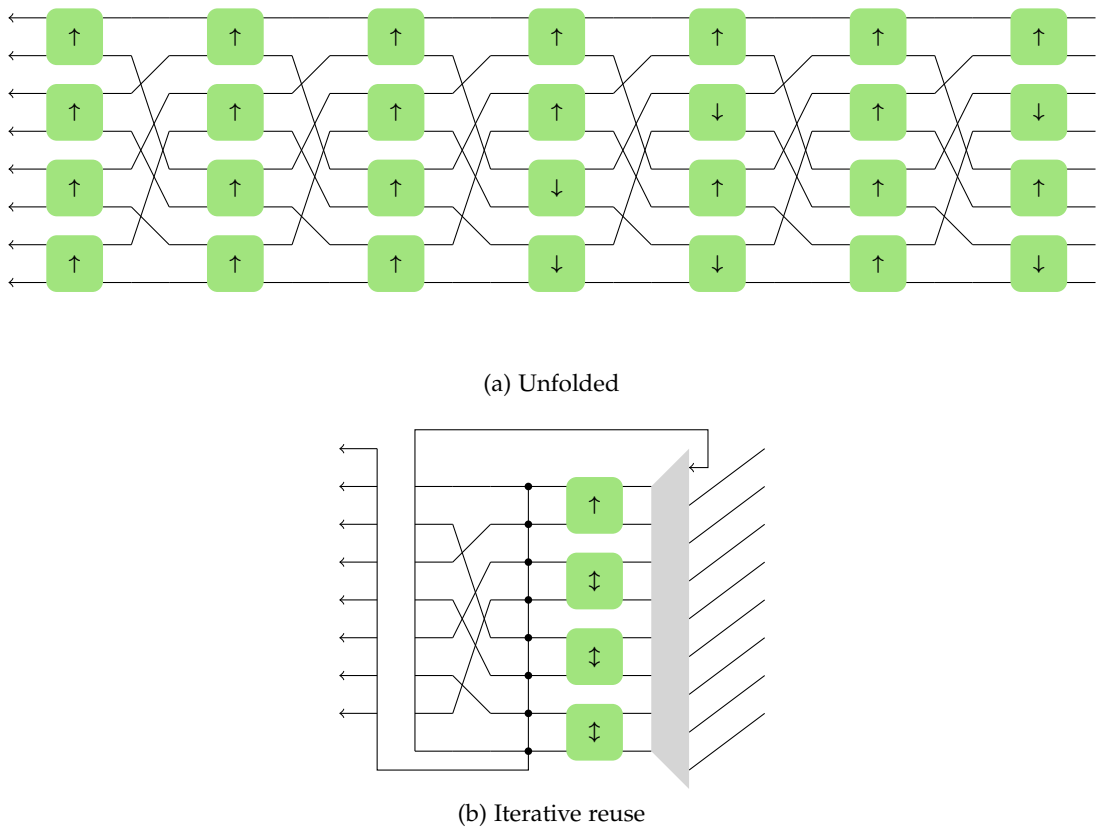 ↑ ↑ ↑ ↑ ↑ ↑ ↑
↑ ↑ ↑ ↑ ↓ ↑ ↓
↑ ↑ ↑ ↓ ↑ ↑ ↑
↑ ↑ ↑ ↓ ↓ ↑ ↓
(a) Unfolded
↑
↕
↕
↕
(b) Iterative reuse